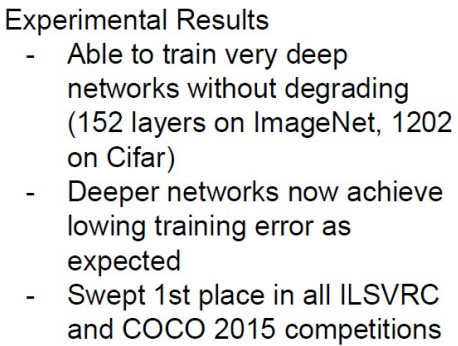 Experimental Results
- Able to train very deep
networks without degrading
(152 layers on ImageNet, 1202
on Cifar)
- Deeper networks now achieve
lowing training error as
expected
- Swept 1st place in all ILSVRC
and COCO 2015 competitions